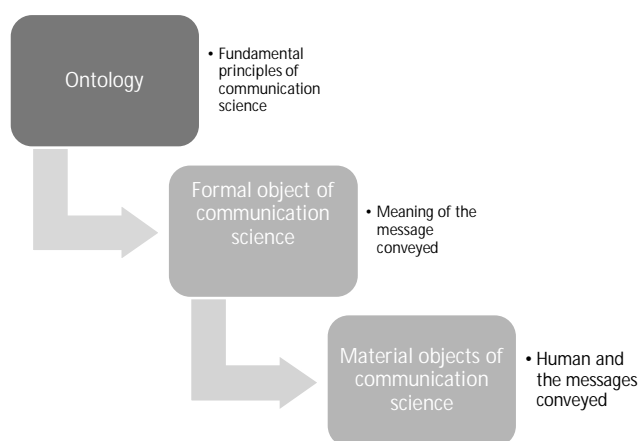 Ontology
• Fundamental
principles of
communication
science
Formal object of
communication
science
• Meaning of the
message
conveyed
Material objects of
communication
science
• Human and
the messages
conveyed